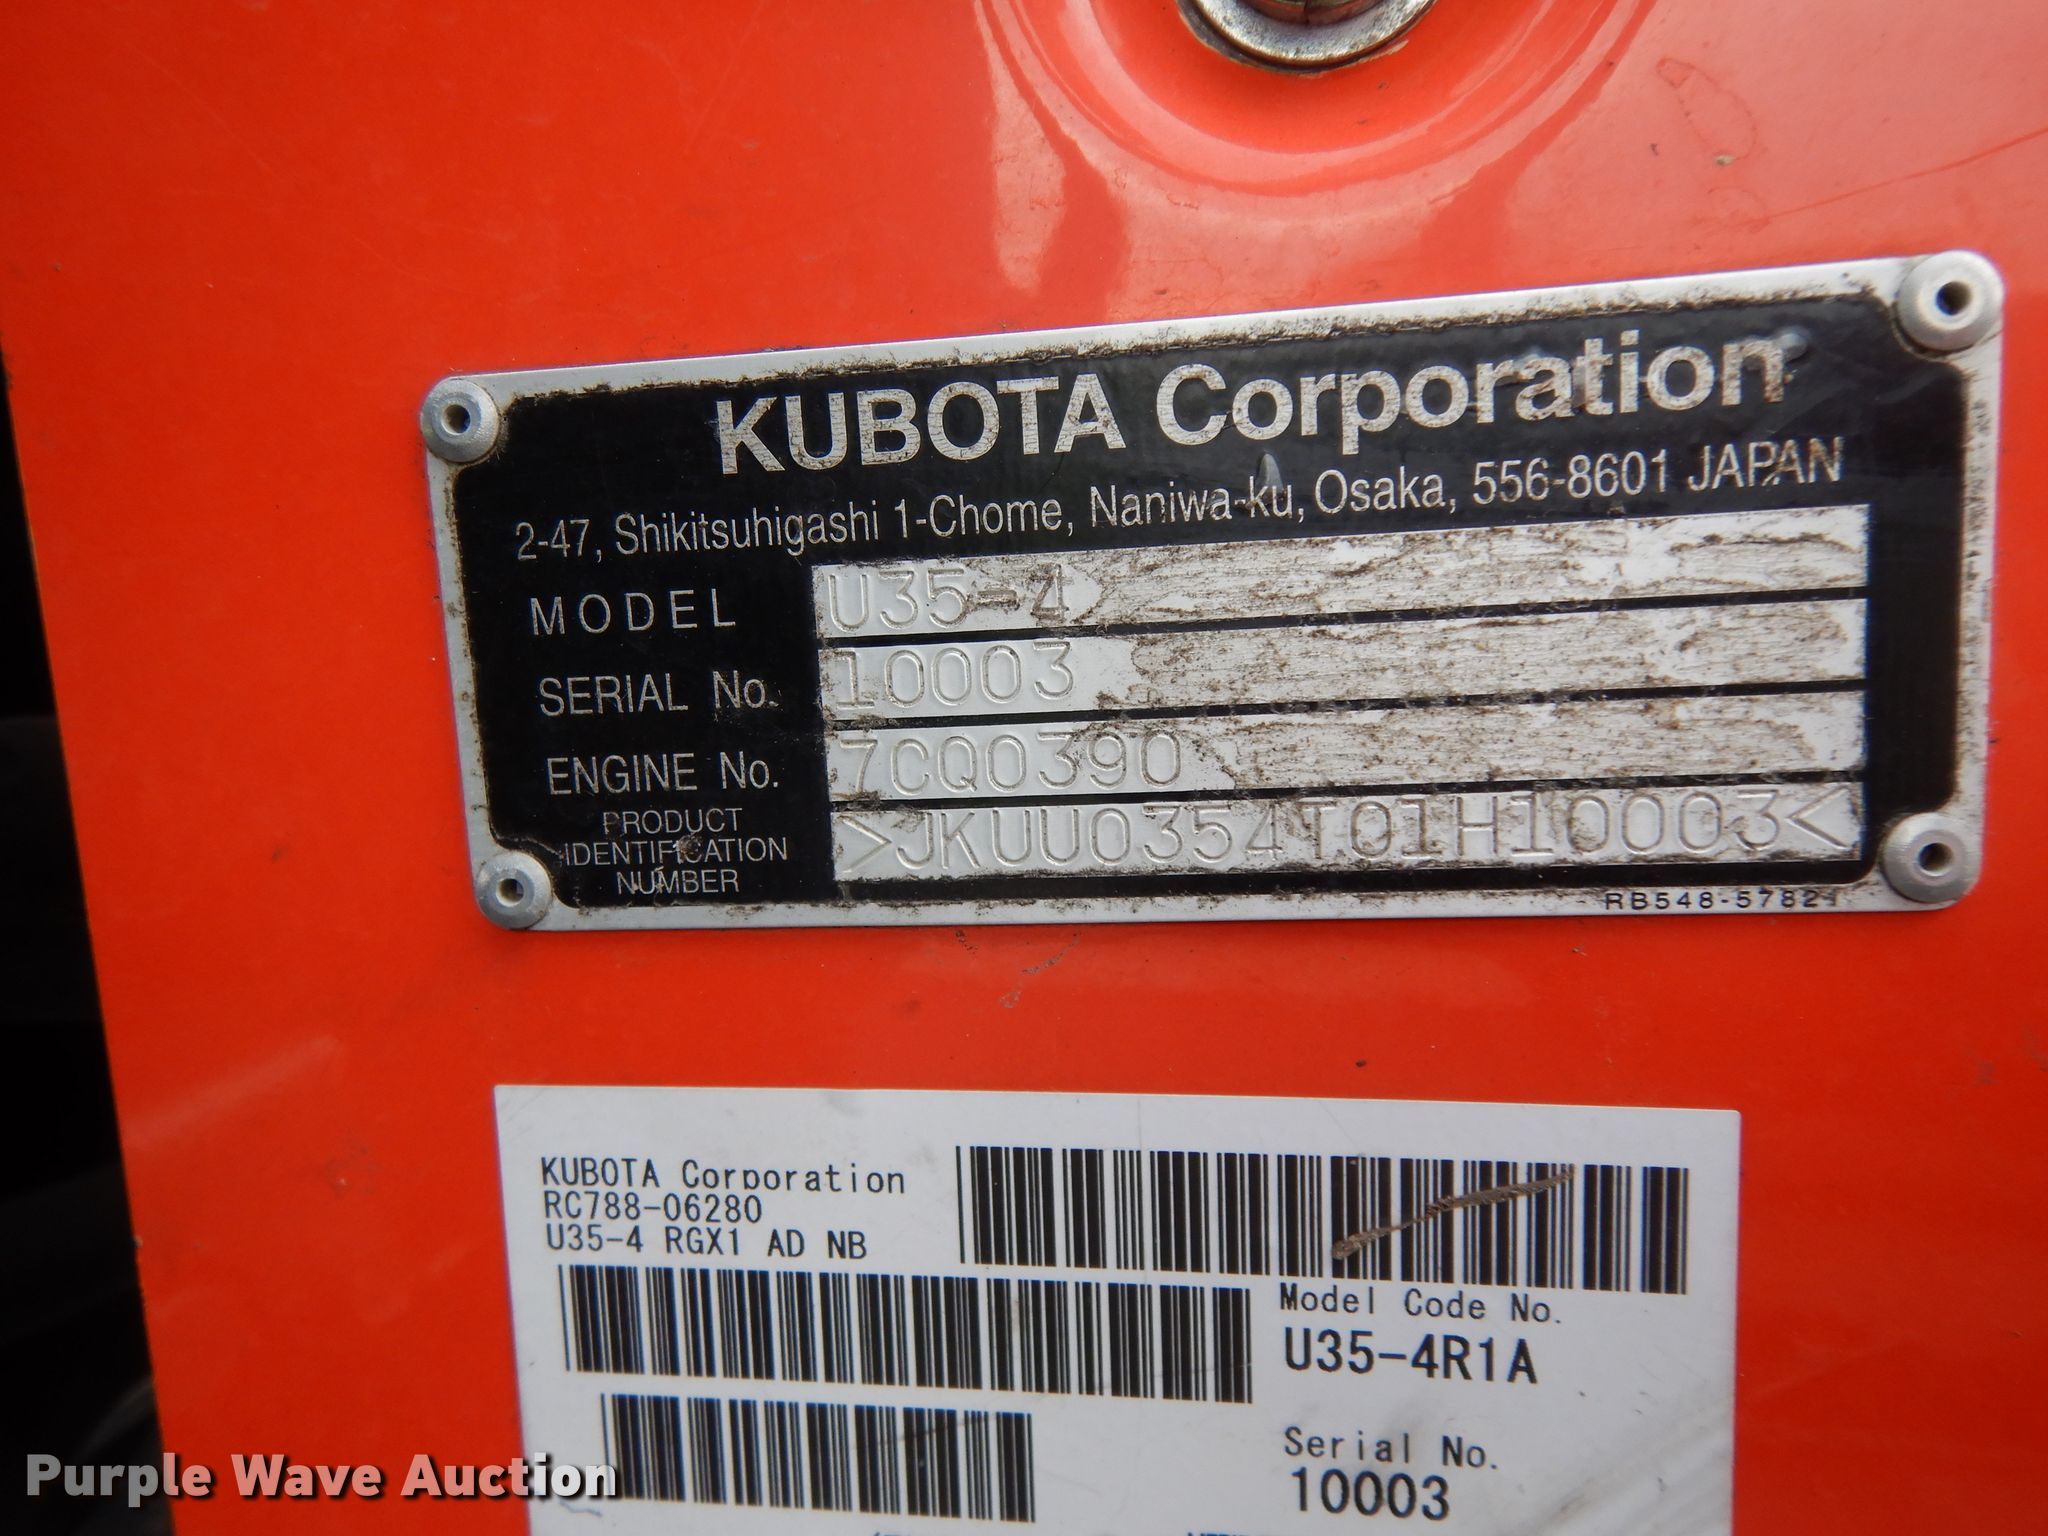 KUBOTA Corporation
2-47, Shikitsuhigashi 1-Chome, Naniwa-ku, Osaka, 556-8601 JAPAN
MODEL U35-4
SERIAL No. 10003
ENGINE No. 7CQ0390
PRODUCT
IDENTIFICATION
NUMBER
>JKUU0354T01H10003<
RB548-5782-1
KUBOTA Corporation
RC788-06280
U35-4 RGX1 AD NB
Model Code No.
U35-4R1A
Serial No.
10003
Purple Wave Auction